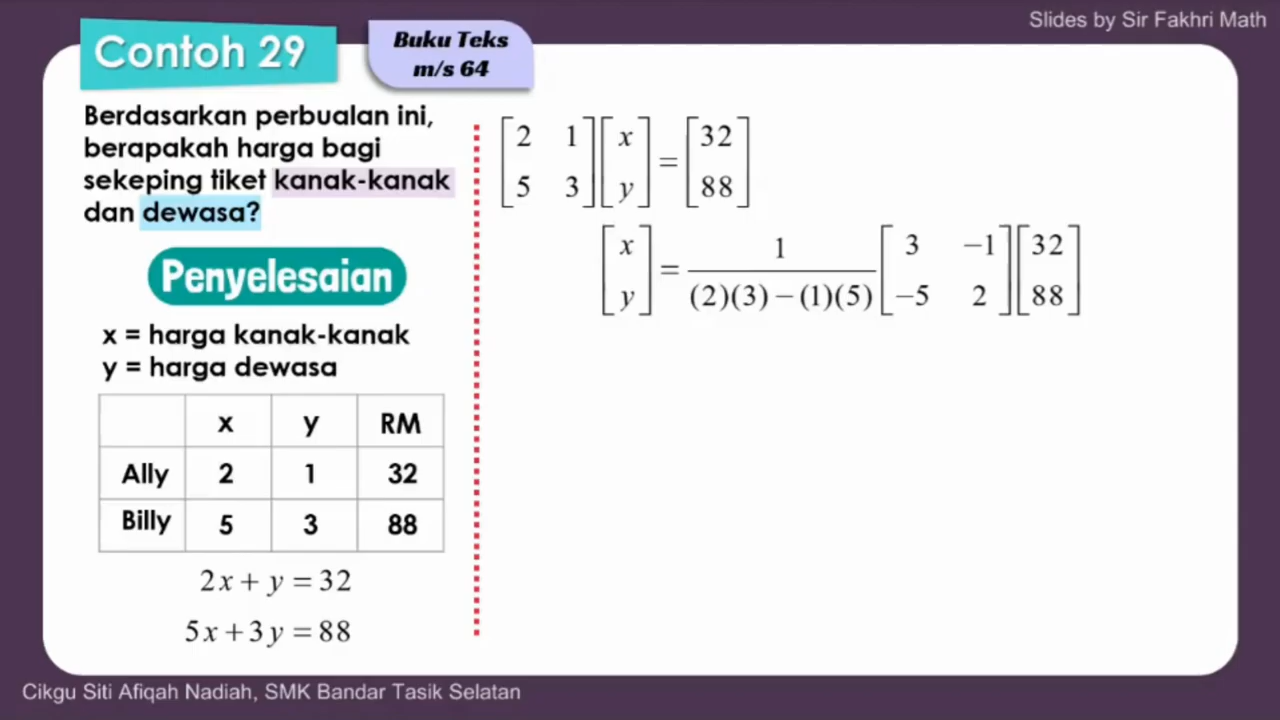 Slides by Sir Fakhri Math
Contoh 29
Buku Teks
m/s 64
Berdasarkan perbualan ini,
berapakah harga bagi
sekeping tiket kanak-kanak
dan dewasa?
Penyelesaian
x = harga kanak-kanak
y = harga dewasa
x y RM
Ally 2 1 32
Billy 5 3 88
2x + y = 32
5x + 3y = 88
[2 1] [x] = [32]
[5 3] [y] [88]
[x] = 1 [3 −1] [32]
[y] (2)(3) − (1)(5) [−5 2] [88]
Cikgu Siti Afiqah Nadiah, SMK Bandar Tasik Selatan